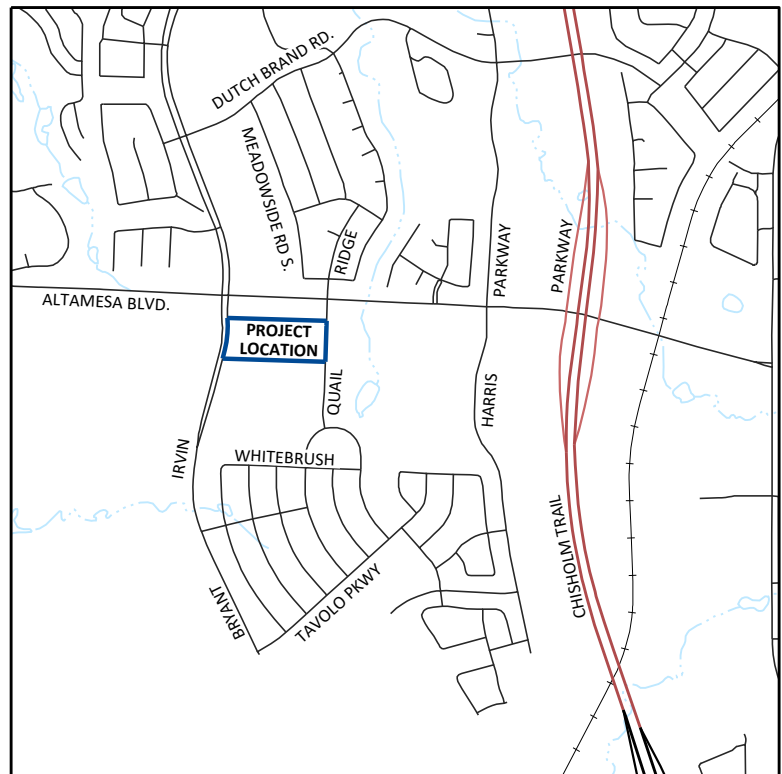 DUTCH BRAND RD.
MEADOWSIDE RD S.
RIDGE
PARKWAY
PARKWAY
ALTAMESA BLVD.
PROJECT
LOCATION
QUAIL
HARRIS
IRVIN
WHITEBRUSH
CHISHOLM TRAIL
BRYANT
TAVOLO PKWY